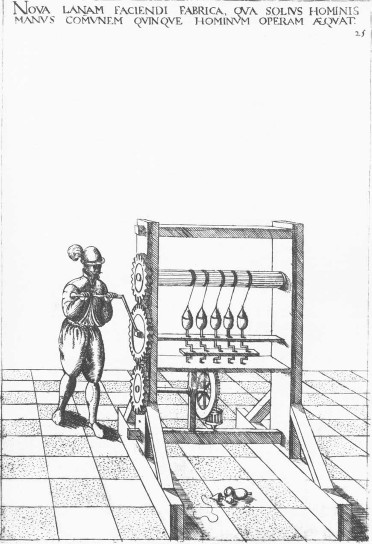 NOVA LANAM FACIENDI FABRICA, QVA SOLIVS HOMINIS
MANVS COMVNEM QVINQVE HOMINVM OPERAM ÆQVAT.
25